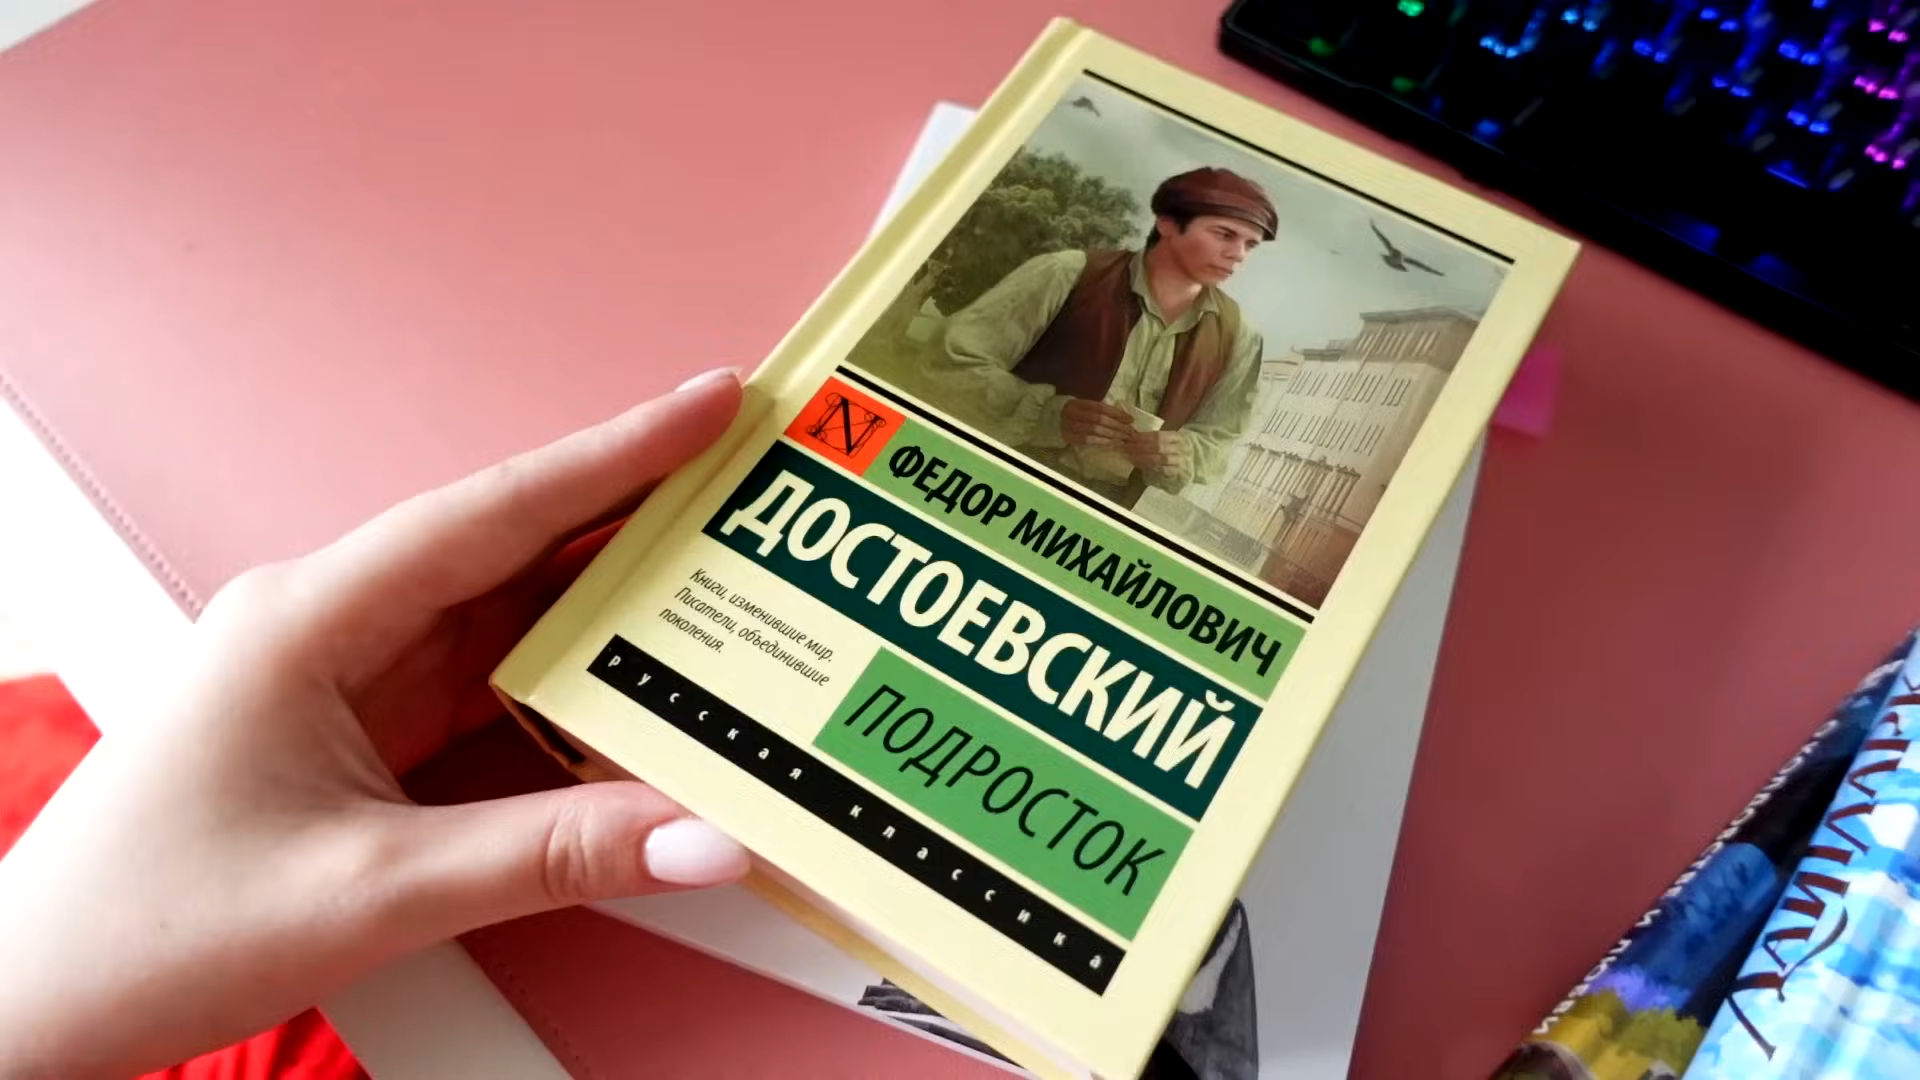 N
ФЕДОР МИХАЙЛОВИЧ
ДОСТОЕВСКИЙ
Книги, изменившие мир.
Писатели, объединившие
поколения.
ПОДРОСТОК
русская классика